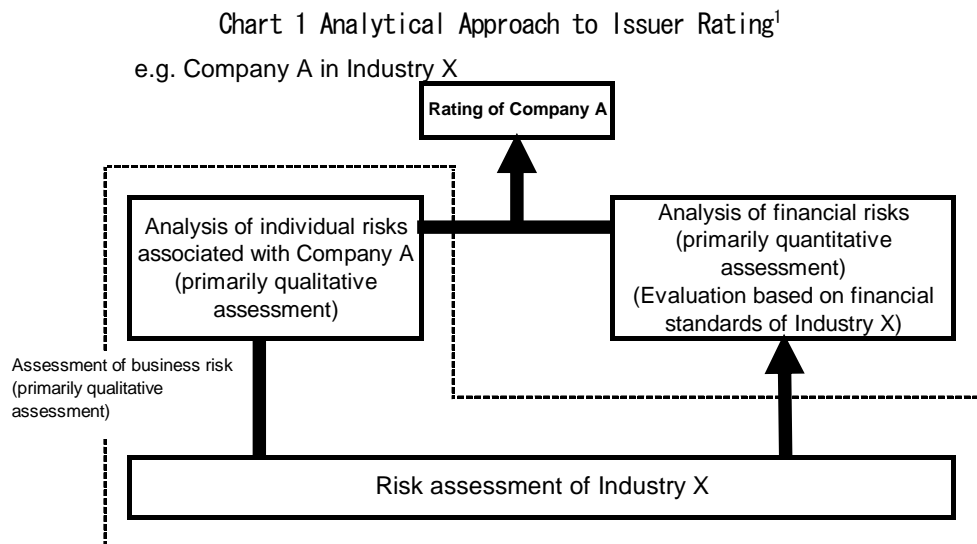 Chart 1 Analytical Approach to Issuer Rating1
e.g. Company A in Industry X
Rating of Company A
Analysis of individual risks
associated with Company A
(primarily qualitative
assessment)
Analysis of financial risks
(primarily quantitative
assessment)
(Evaluation based on financial
standards of Industry X)
Assessment of business risk
(primarily qualitative
assessment)
Risk assessment of Industry X